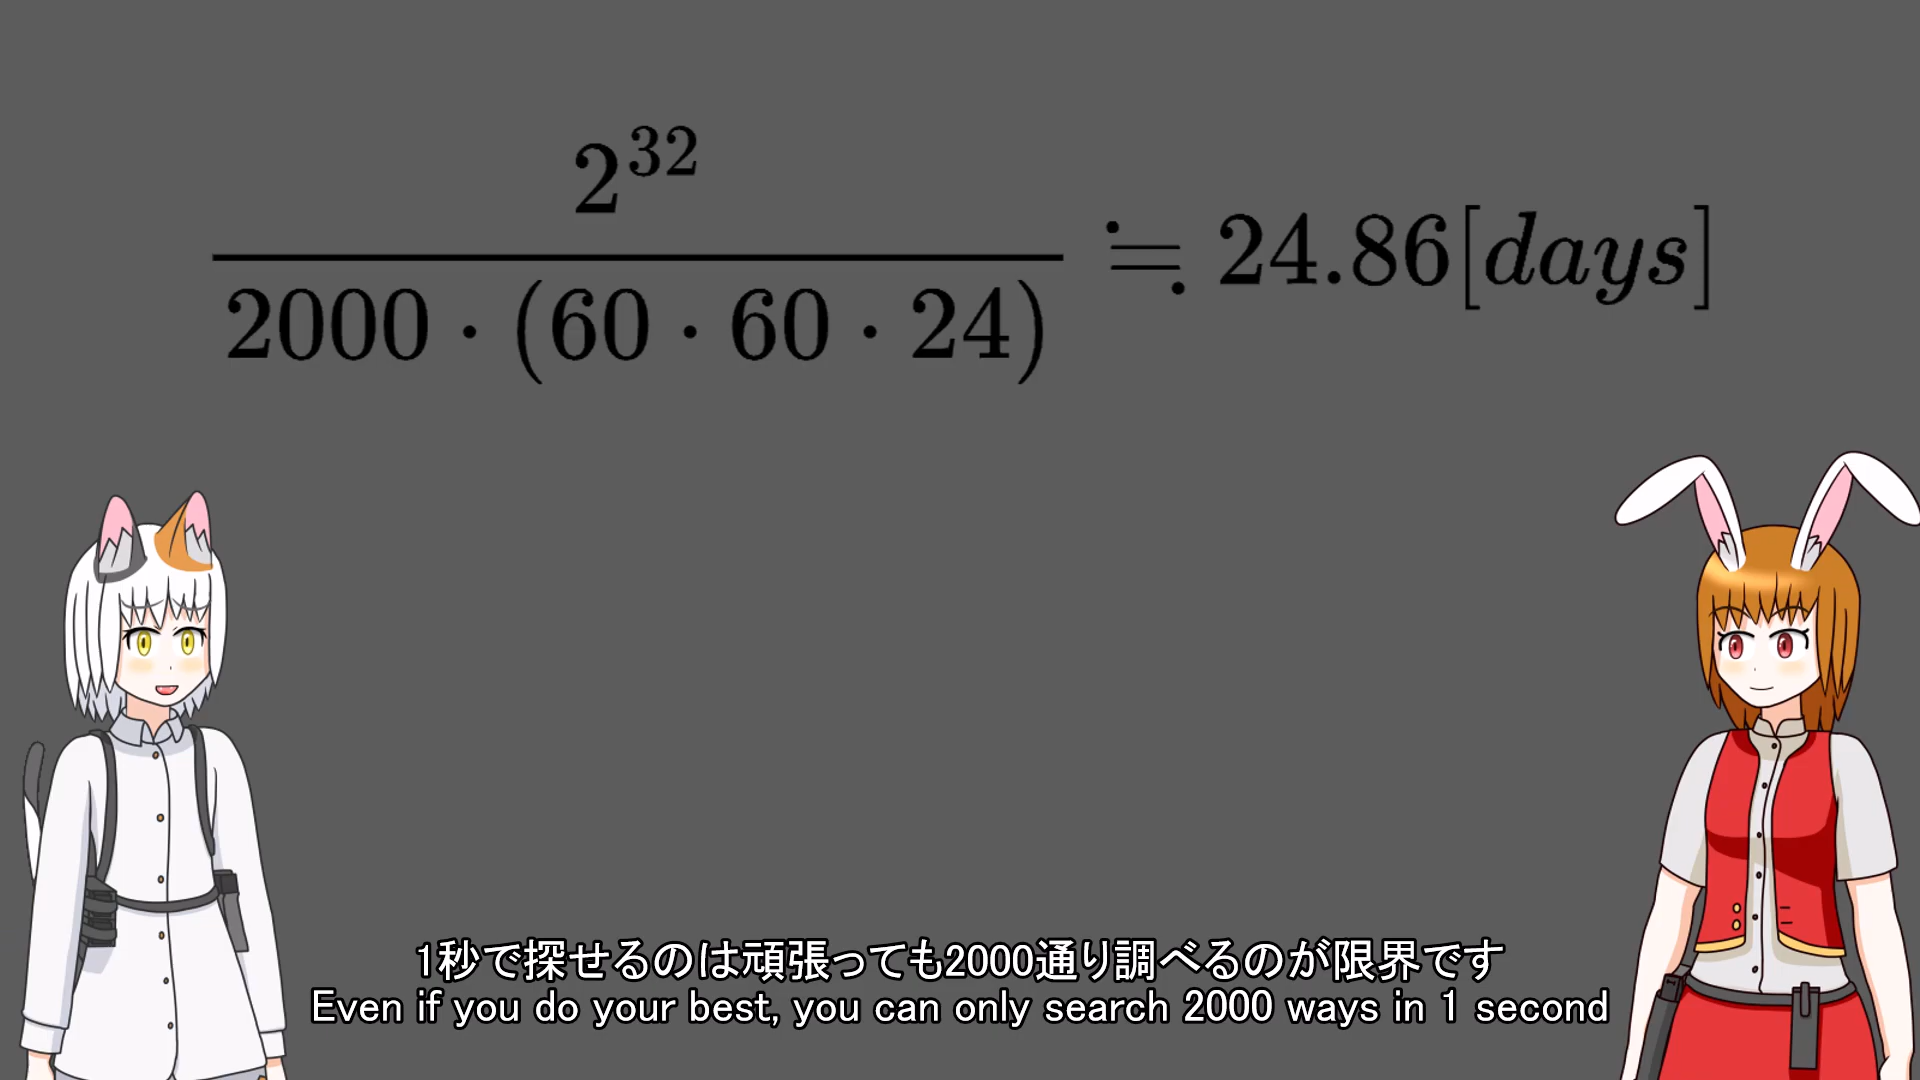 2^32
2000 · (60 · 60 · 24)
≒ 24.86[days]
1秒で探せるのは頑張っても2000通り調べるのが限界です
Even if you do your best, you can only search 2000 ways in 1 second